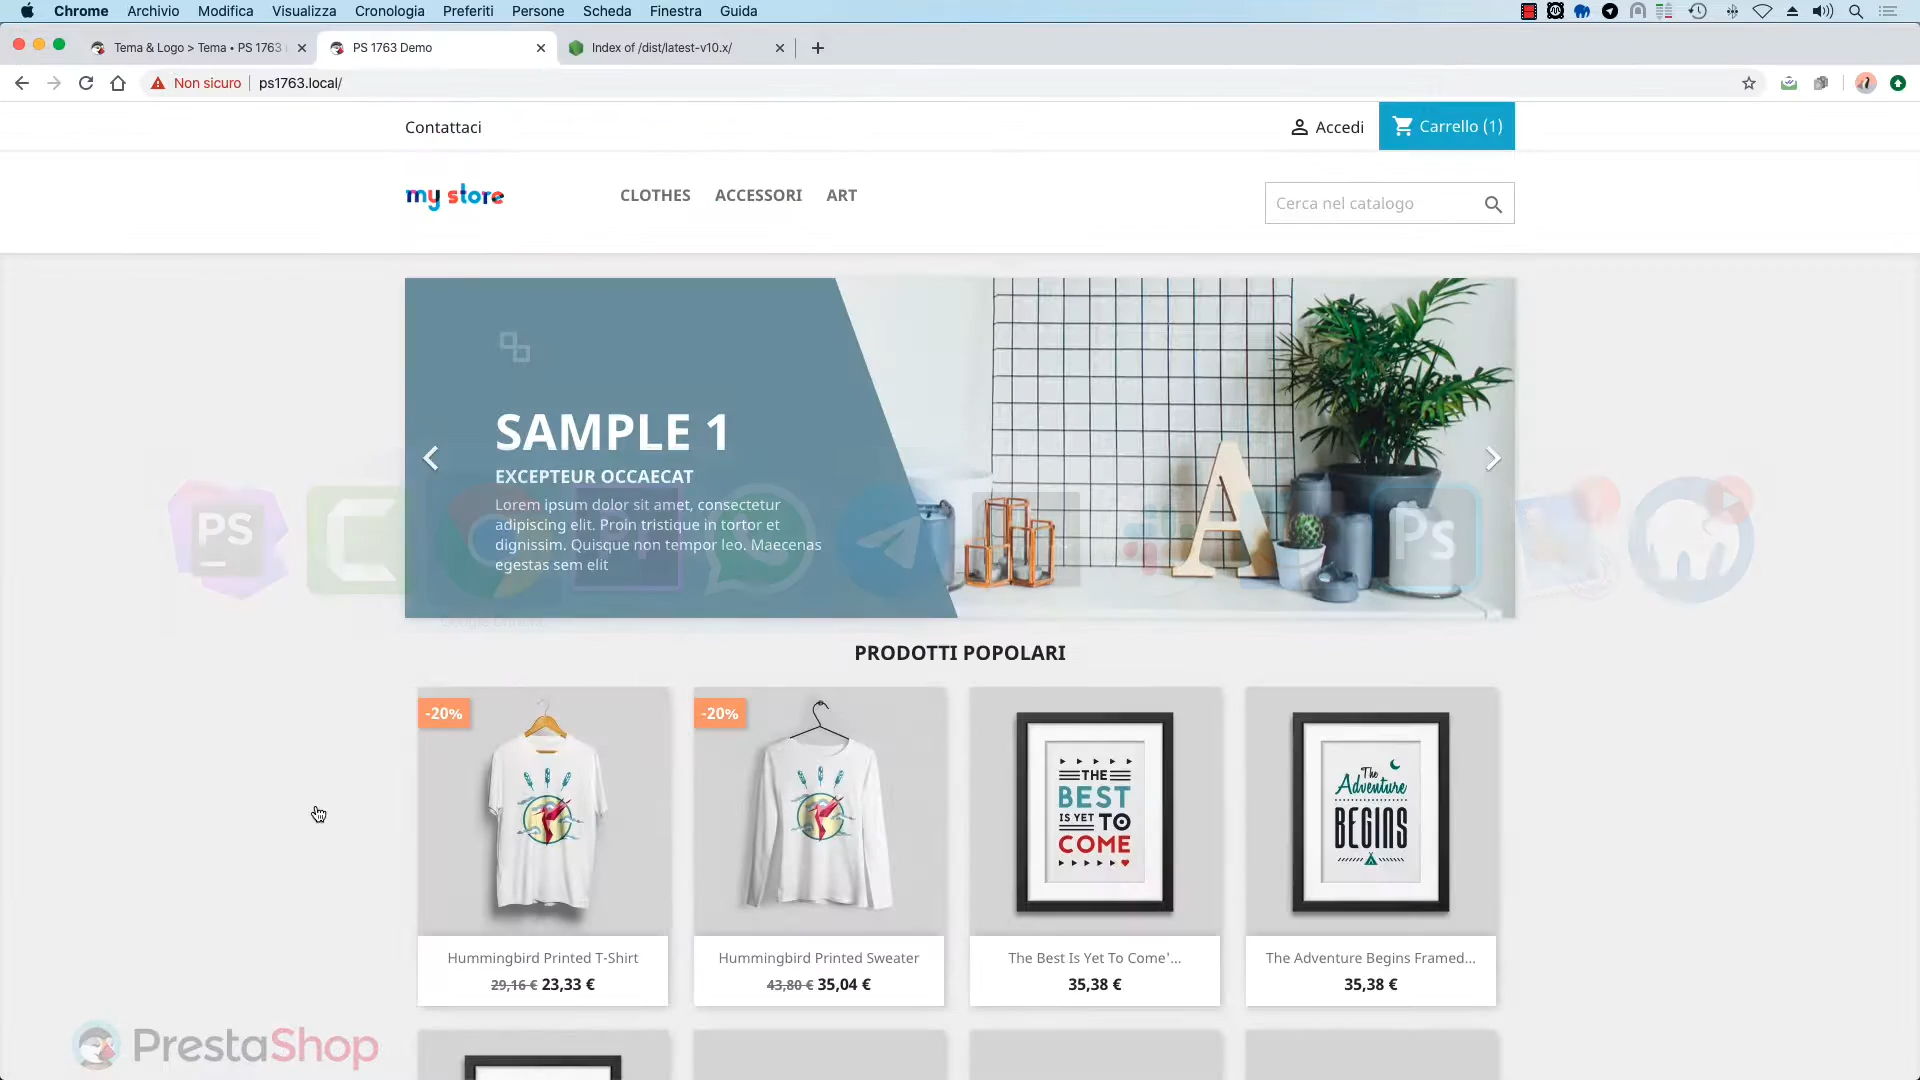 Chrome Archivio Modifica Visualizza Cronologia Preferiti Persone Scheda Finestra Guida
Tema & Logo > Tema • PS 1763
PS 1763 Demo
Index of /dist/latest-v10.x/
Non sicuro
ps1763.local/
Contattaci
Accedi
Carrello (1)
my store
CLOTHES
ACCESSORI
ART
Cerca nel catalogo
SAMPLE 1
EXCEPTEUR OCCAECAT
Lorem ipsum dolor sit amet, consectetur
adipiscing elit. Proin tristique in tortor et
dignissim. Quisque non tempor leo. Maecenas
egestas sem elit
A
PS
Ps
Google Chrome
PRODOTTI POPOLARI
-20%
-20%
THE
BEST
IS YET TO
COME
The
Adventure
BEGINS
Hummingbird Printed T-Shirt
29,16 € 23,33 €
Hummingbird Printed Sweater
43,80 € 35,04 €
The Best Is Yet To Come'...
35,38 €
The Adventure Begins Framed...
35,38 €
PrestaShop